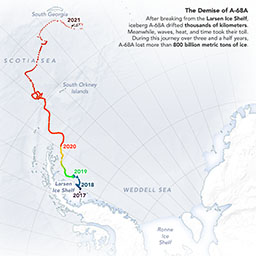 The Demise of A-68A
After breaking from the Larsen Ice Shelf,
iceberg A-68A drifted thousands of kilometers.
Meanwhile, waves, heat, and time took their toll.
During this journey over three and a half years,
A-68A lost more than 800 billion metric tons of ice.
South Georgia
2021
SCOTIA SEA
South Orkney
Islands
2020
2019
Larsen
Ice Shelf
2018
2017
WEDDELL SEA
Ronne
Ice Shelf